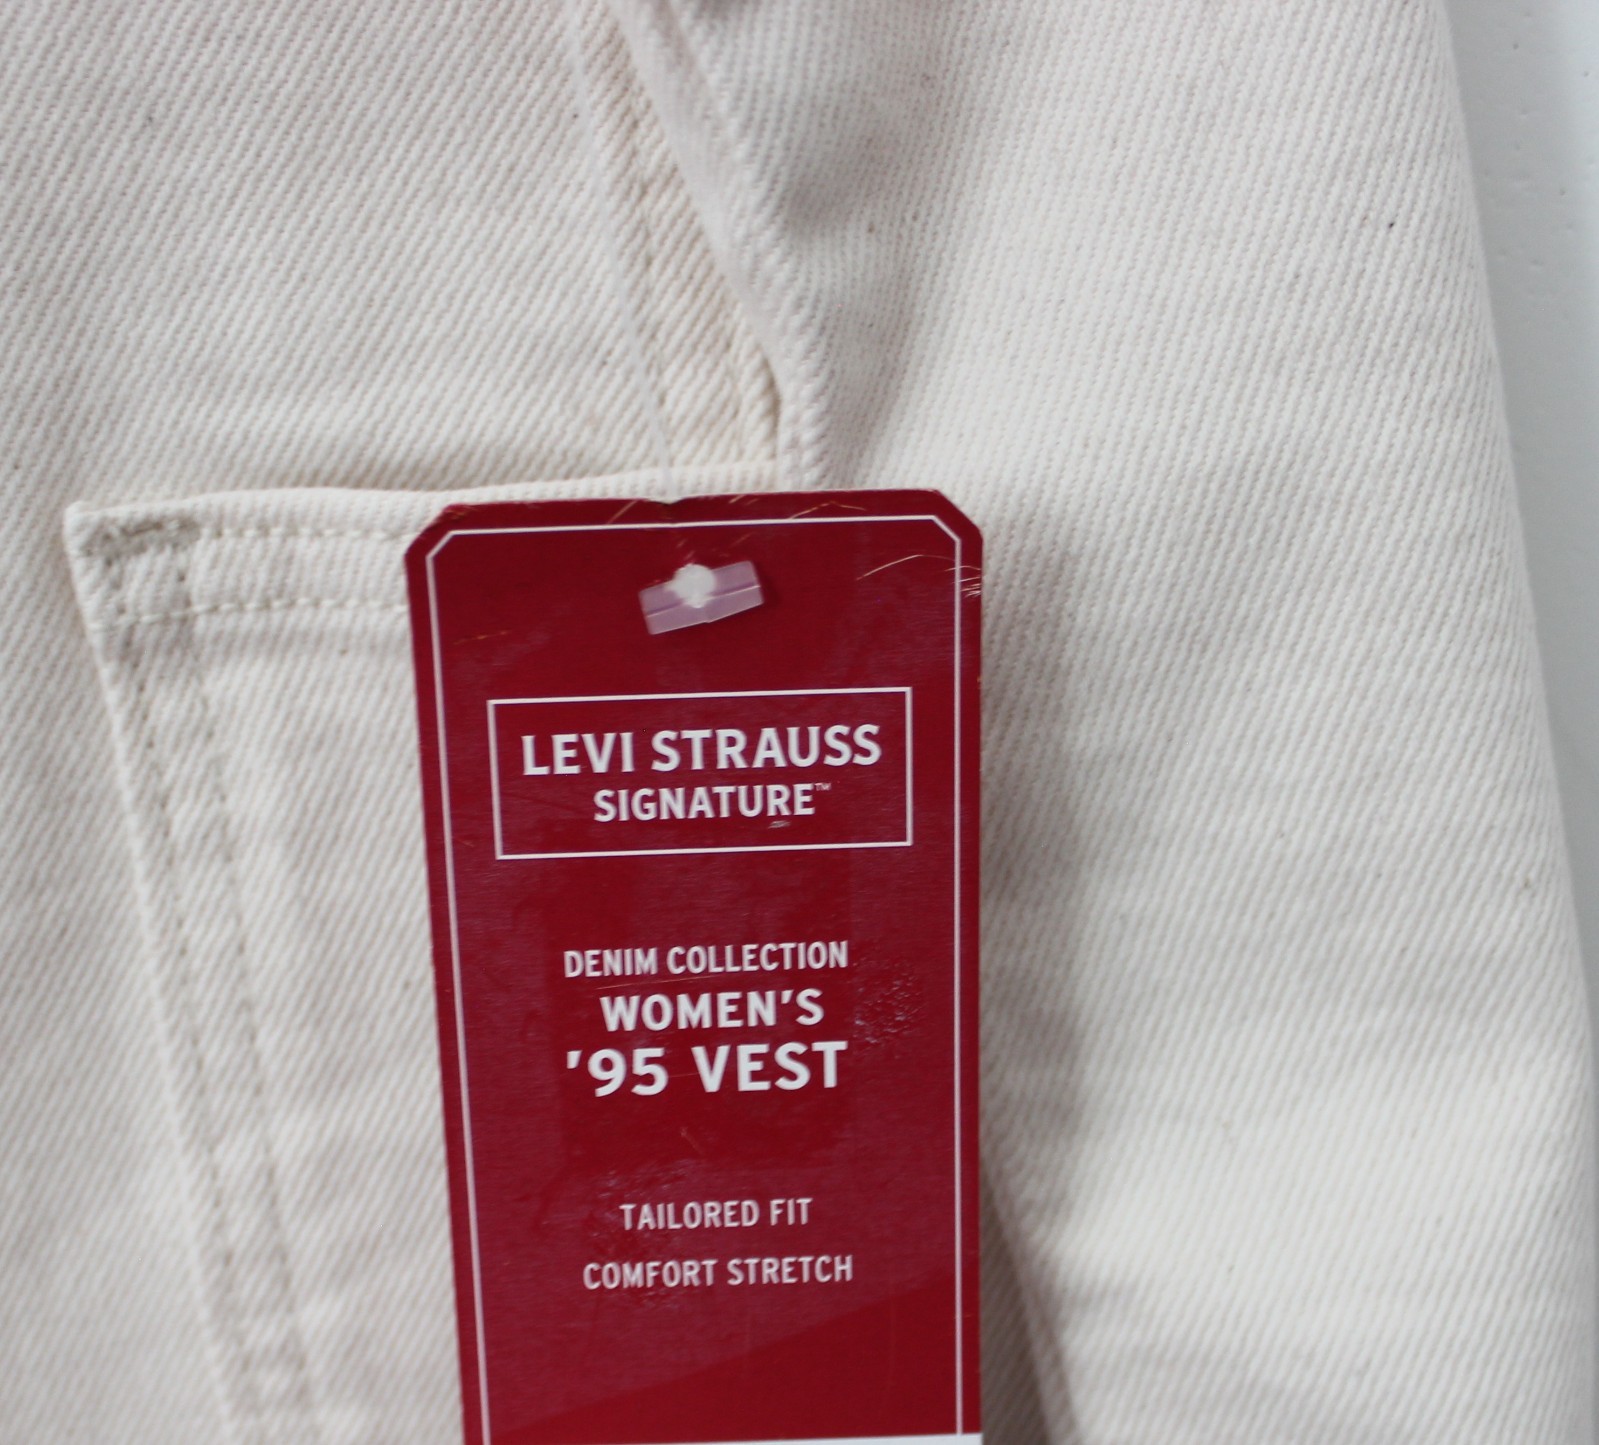 LEVI STRAUSS
SIGNATURE™
DENIM COLLECTION
WOMEN'S
'95 VEST
TAILORED FIT
COMFORT STRETCH